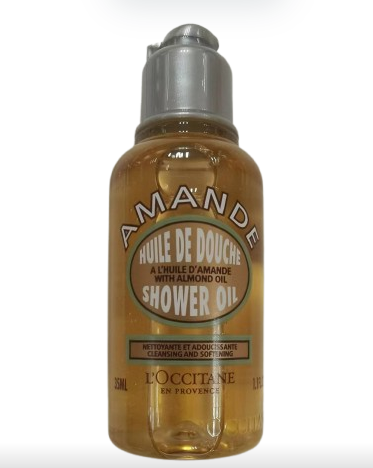 AMANDE
HUILE DE DOUCHE
A L'HUILE D'AMANDE
WITH ALMOND OIL
SHOWER OIL
NETTOYANTE ET ADOUCISSANTE
CLEANSING AND SOFTENING
L'OCCITANE
EN PROVENCE
35ML